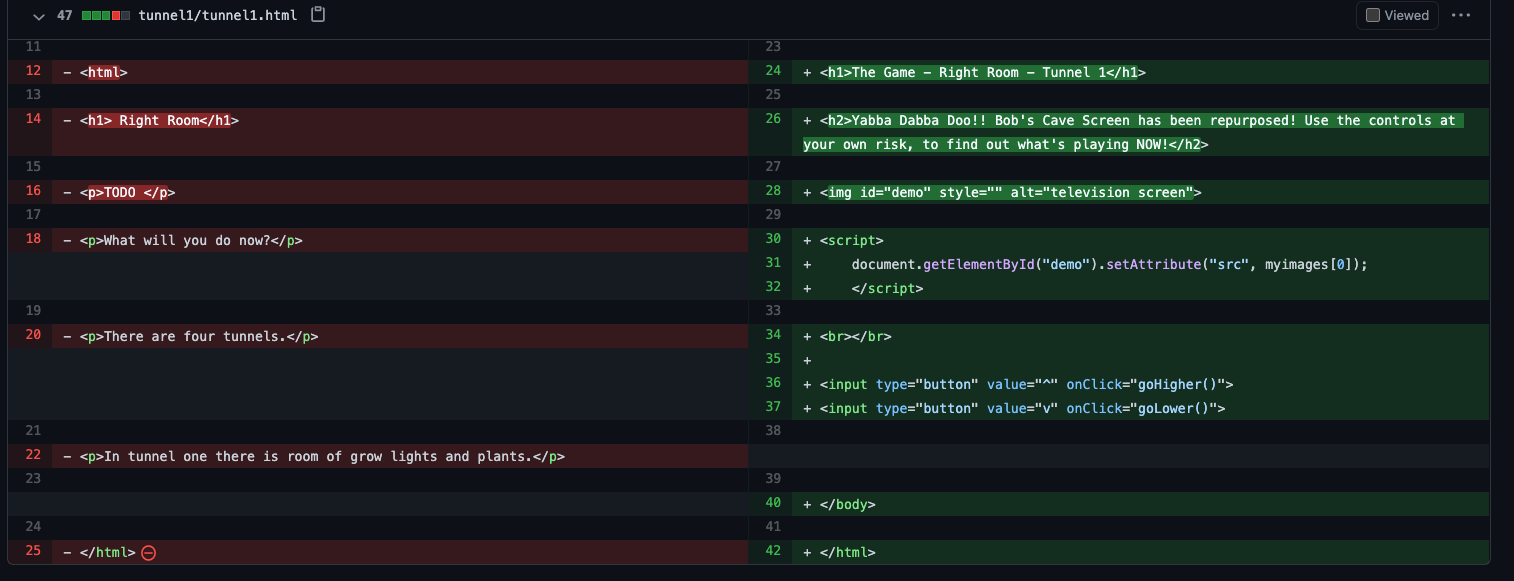 47 tunnel1/tunnel1.html Viewed ...
11 23
12 - <html> 24 + <h1>The Game - Right Room - Tunnel 1</h1>
13 25
14 - <h1> Right Room</h1> 26 + <h2>Yabba Dabba Doo!! Bob's Cave Screen has been repurposed! Use the controls at
your own risk, to find out what's playing NOW!</h2>
15 27
16 - <p>TODO </p> 28 + <img id="demo" style="" alt="television screen">
17 29
18 - <p>What will you do now?</p> 30 + <script>
31 + document.getElementById("demo").setAttribute("src", myimages[0]);
32 + </script>
19 33
20 - <p>There are four tunnels.</p> 34 + <br></br>
35 +
36 + <input type="button" value="^" onClick="goHigher()">
37 + <input type="button" value="v" onClick="goLower()">
21 38
22 - <p>In tunnel one there is room of grow lights and plants.</p>
23 39
40 + </body>
24 41
25 - </html> 42 + </html>